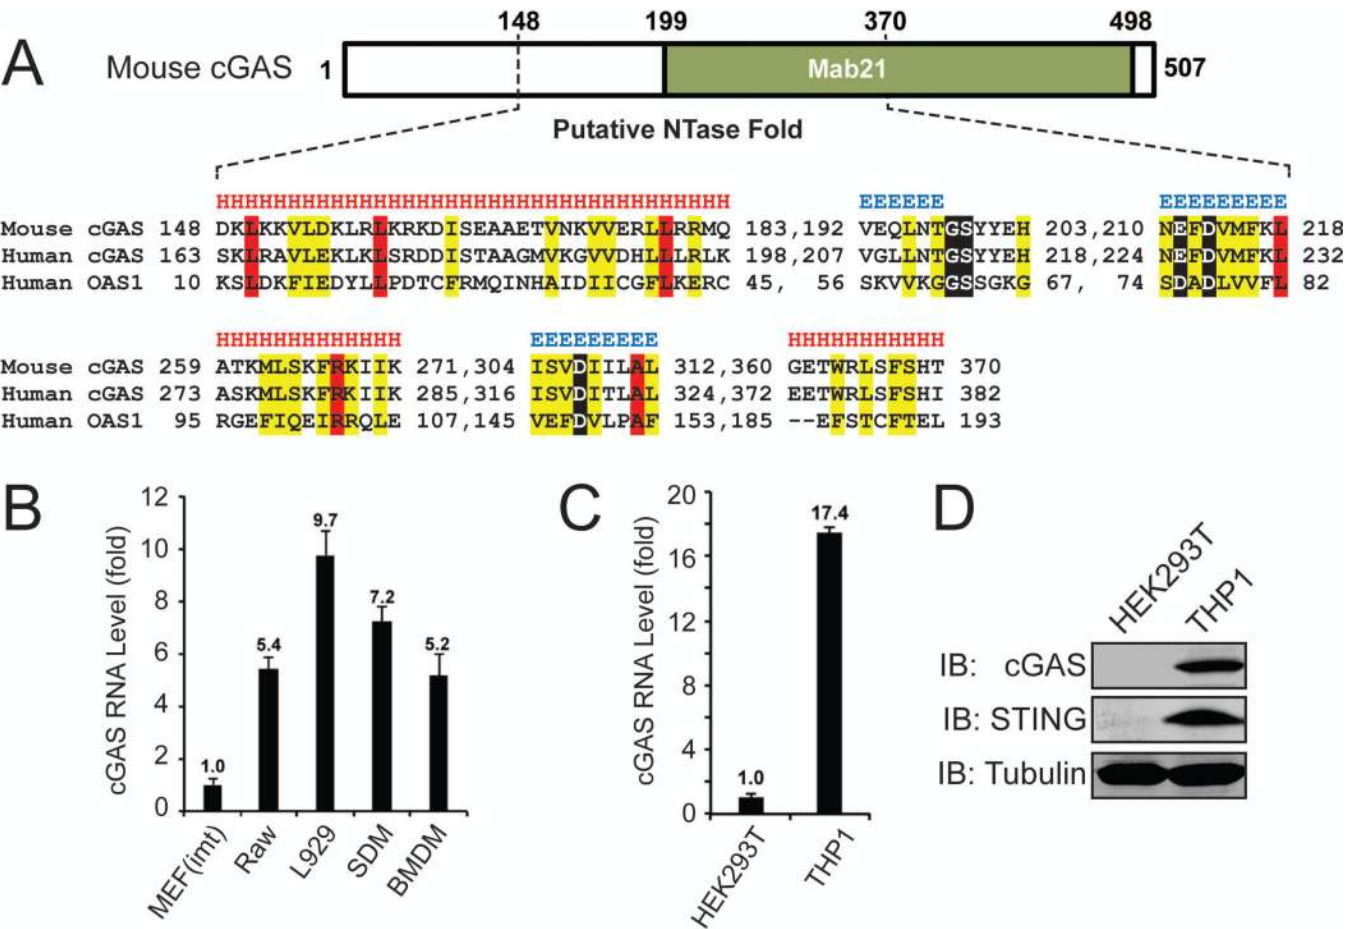 A
148 199 370 498
Mouse cGAS 1 Mab21 507
Putative NTase Fold
HHHHHHHHHHHHHHHHHHHHHHHHHHHHHHHHHHHH EEEEEE EEEEEEEEE
Mouse cGAS 148 DKLKKVLDKLRLKRKDISEAAETVNKVVERLLRRMQ 183,192 VEQLNTGSYYEH 203,210 NEFDVMFKL 218
Human cGAS 163 SKLRAVLEKLKLSRDDISTAAGMVKGVVDHLLLRLK 198,207 VGLLNTGSYYEH 218,224 NEFDVMFKL 232
Human OAS1 10 KSLDKFIEDYLLPDTCFRMQINHAIDIICGFLKERC 45, 56 SKVVKGGSSGKG 67, 74 SDADLVVFL 82
HHHHHHHHHHHHH EEEEEEEEE HHHHHHHHHHH
Mouse cGAS 259 ATKMLSKFRKIIK 271,304 ISVDIILAL 312,360 GETWRLSFSHT 370
Human cGAS 273 ASKMLSKFRKIIK 285,316 ISVDITLAL 324,372 EETWRLSFSHI 382
Human OAS1 95 RGEFIQEIRRQLE 107,145 VEFDVLPAF 153,185 --EFSTCFTEL 193
B
cGAS RNA Level (fold)
12
10
8
6
4
2
0
1.0 5.4 9.7 7.2 5.2
MEF(imt) Raw L929 SDM BMDM
C
cGAS RNA Level (fold)
20
16
12
8
4
0
1.0 17.4
HEK293T THP1
D
HEK293T THP1
IB: cGAS
IB: STING
IB: Tubulin